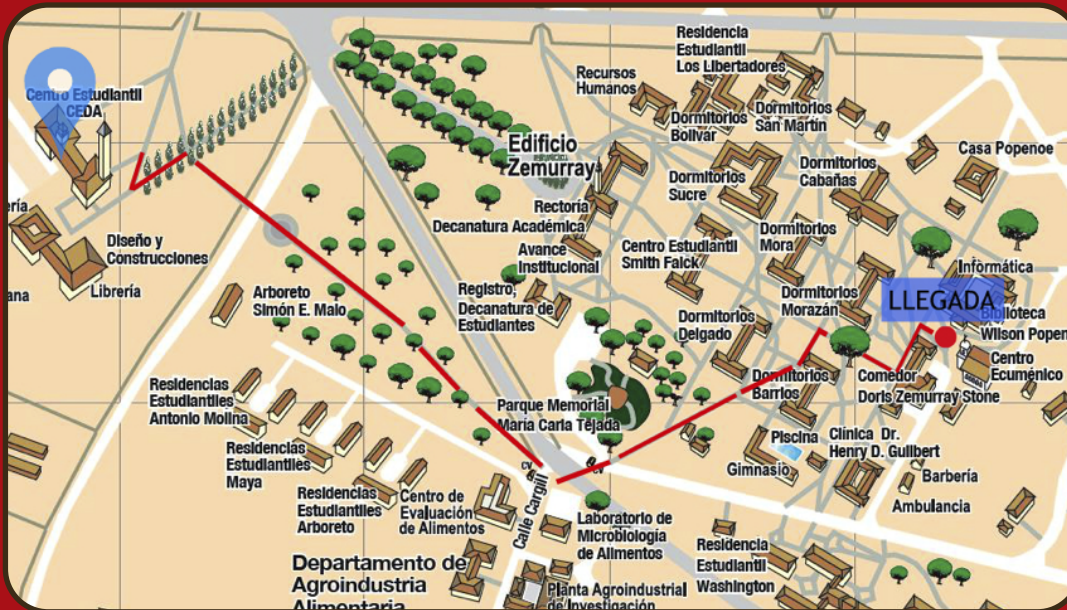 Centro Estudiantil
CEDA
ería
Diseño y
Construcciones
Librería
ana
Residencia
Estudiantil
Los Libertadores
Recursos
Humanos
Dormitorios
Bolívar
Dormitorios
San Martín
Edificio
Zemurray
Dormitorios
Sucre
Dormitorios
Cabañas
Casa Popenoe
Rectoría
Decanatura Académica
Avance
Institucional
Centro Estudiantil
Smith Falck
Dormitorios
Mora
Informática
Arboreto
Simón E. Malo
Registro,
Decanatura de
Estudiantes
Dormitorios
Delgado
Dormitorios
Morazán
LLEGADA
Biblioteca
Wilson Popen
Centro
Ecuménico
Residencias
Estudiantiles
Antonio Molina
Parque Memorial
María Carla Tejada
Dormitorios
Barrios
Comedor
Doris Zemurray Stone
Residencias
Estudiantiles
Maya
Piscina
Gimnasio
Clínica Dr.
Henry D. Guilbert
Barbería
Ambulancia
CV
CV
Residencias
Estudiantiles
Arboreto
Centro de
Evaluación
de Alimentos
Calle Cargill
Laboratorio de
Microbiología
de Alimentos
Residencia
Estudiantil
Washington
Departamento de
Agroindustria
Alimentaria
Planta Agroindustrial
de Investigación